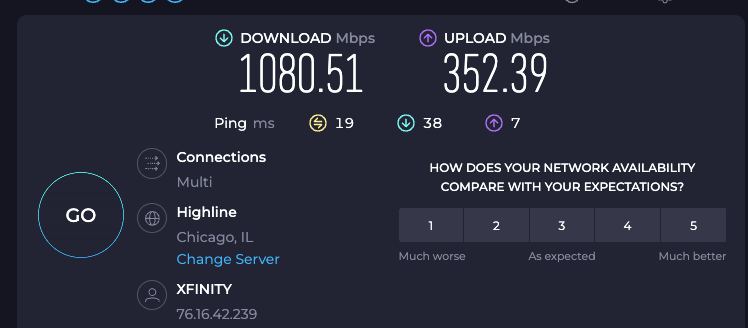 DOWNLOAD Mbps
UPLOAD Mbps
1080.51
352.39
Ping ms 19 38 7
Connections
Multi
GO
Highline
Chicago, IL
Change Server
XFINITY
76.16.42.239
HOW DOES YOUR NETWORK AVAILABILITY
COMPARE WITH YOUR EXPECTATIONS?
1 2 3 4 5
Much worse As expected Much better